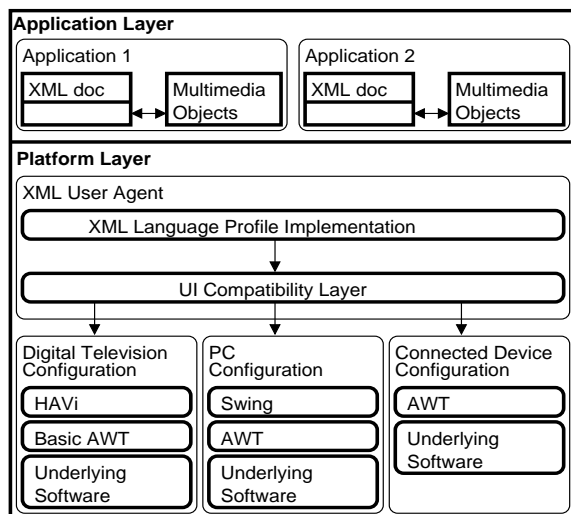 Application Layer
Application 1
XML doc
Multimedia
Objects
Application 2
XML doc
Multimedia
Objects
Platform Layer
XML User Agent
XML Language Profile Implementation
UI Compatibility Layer
Digital Television
Configuration
HAVi
Basic AWT
Underlying
Software
PC
Configuration
Swing
AWT
Underlying
Software
Connected Device
Configuration
AWT
Underlying
Software